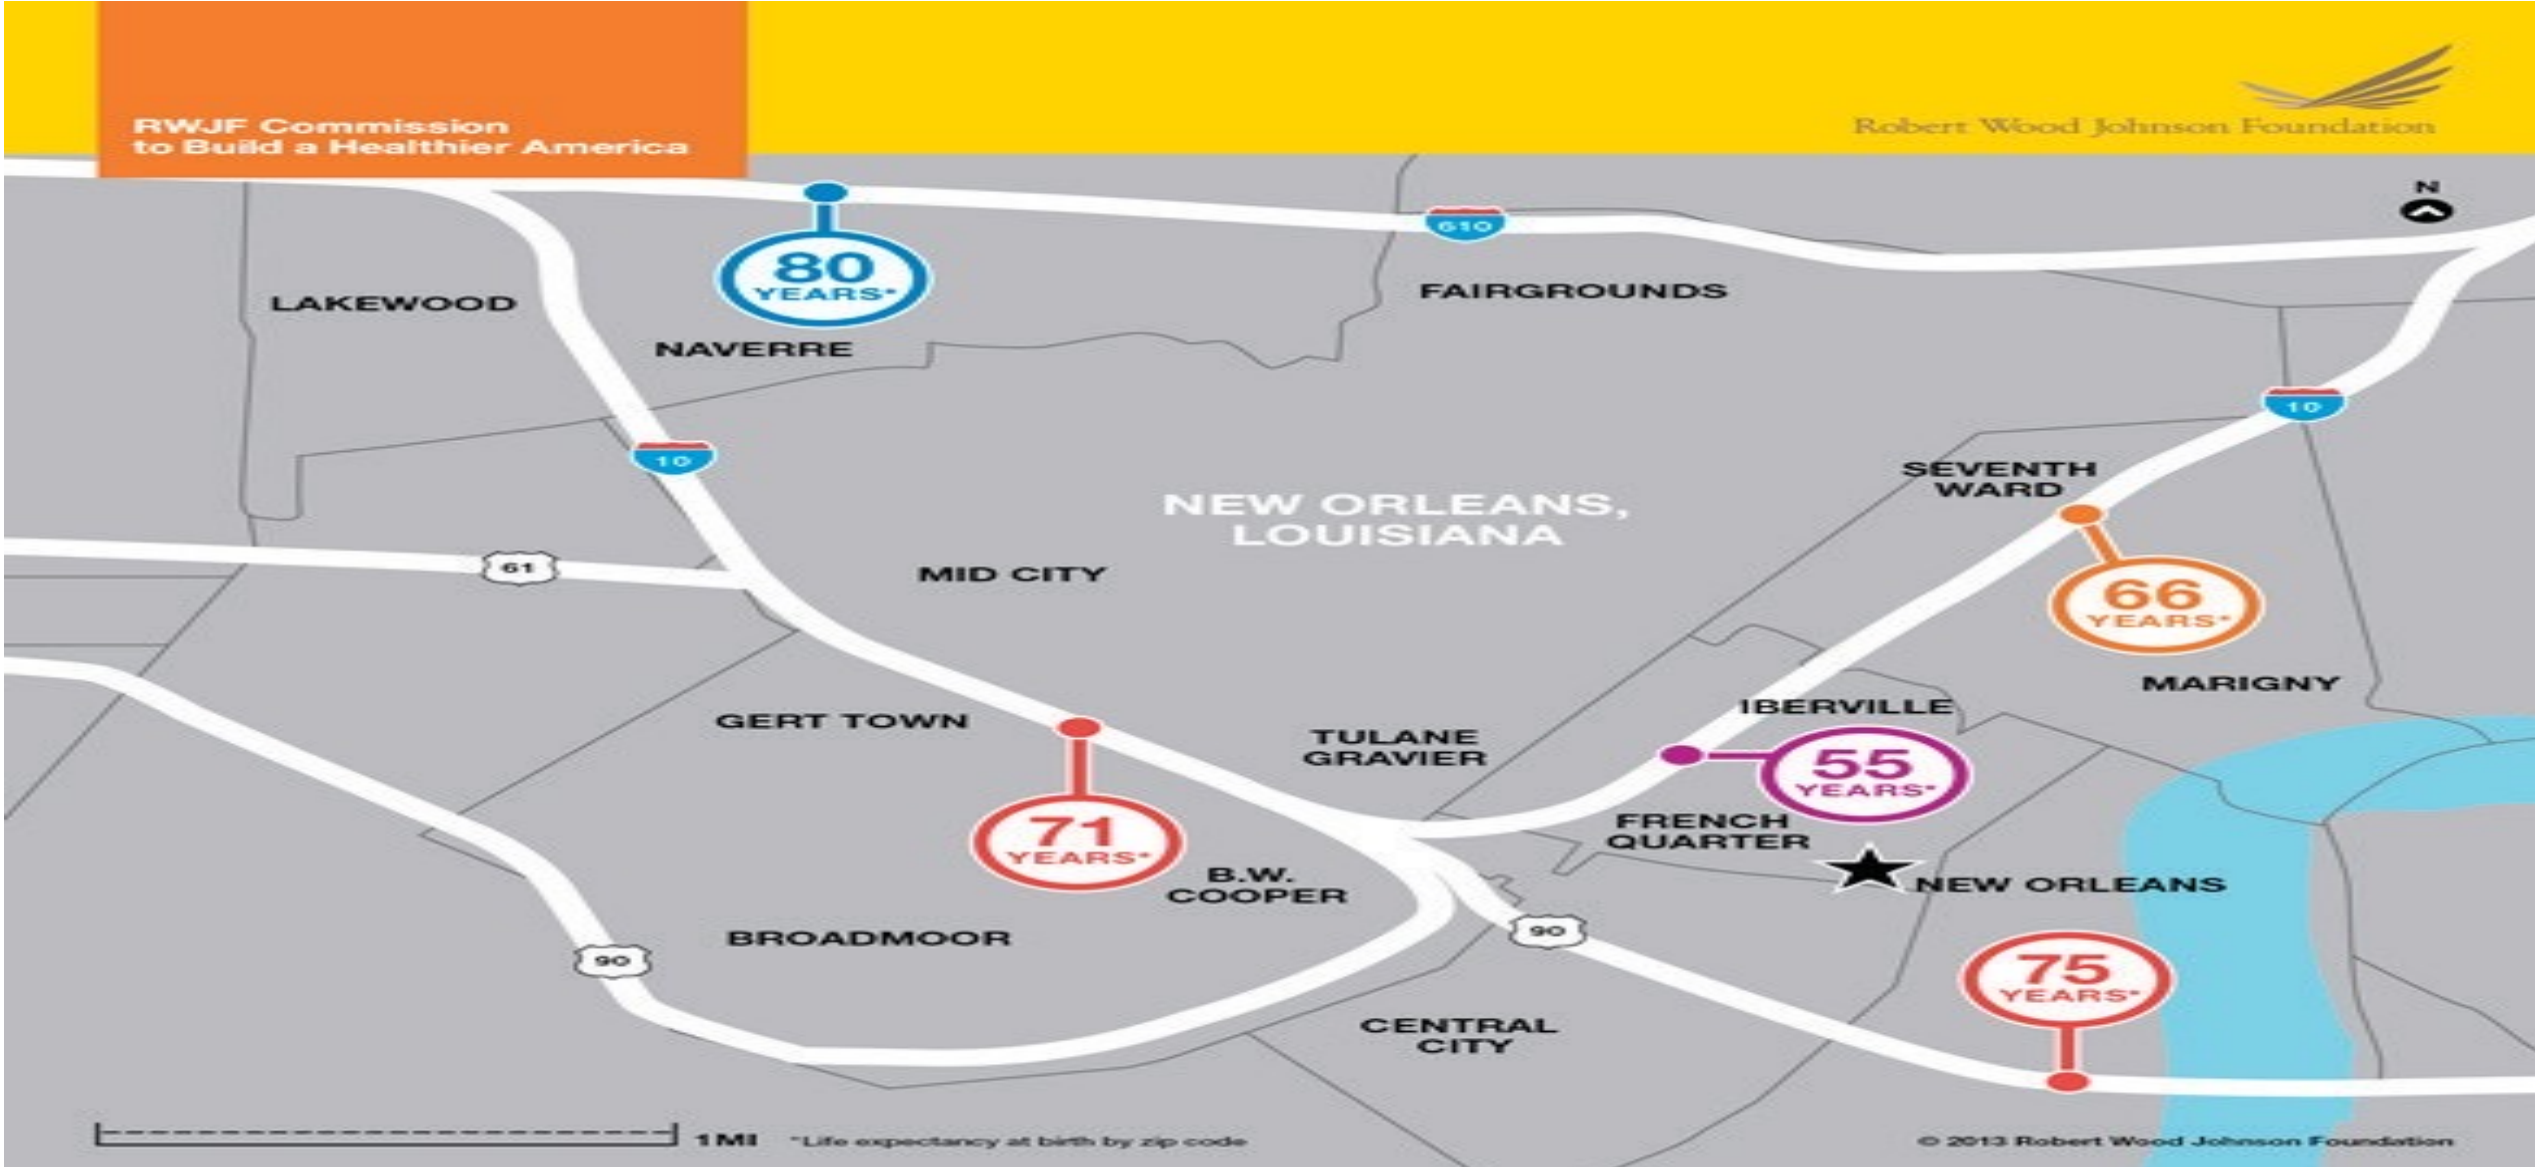 RWJF Commission
to Build a Healthier America
Robert Wood Johnson Foundation
N
80
YEARS*
610
LAKEWOOD
FAIRGROUNDS
NAVERRE
10
10
SEVENTH
WARD
NEW ORLEANS,
LOUISIANA
61
MID CITY
66
YEARS*
MARIGNY
IBERVILLE
GERT TOWN
TULANE
GRAVIER
55
YEARS*
71
YEARS*
FRENCH
QUARTER
B.W.
COOPER
NEW ORLEANS
BROADMOOR
90
90
75
YEARS*
CENTRAL
CITY
1 MI
*Life expectancy at birth by zip code
© 2013 Robert Wood Johnson Foundation